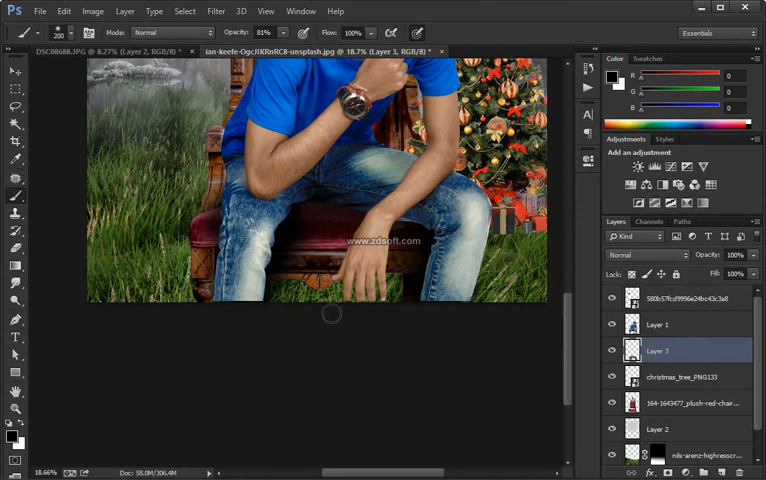 Ps File Edit Image Layer Type Select Filter 3D View Window Help
200 Mode: Normal Opacity: 81% Flow: 100% Essentials
DSC08688.JPG @ 8.27% (Layer 2, RGB/8) * × ian-keefe-OgcJIKRnRC8-unsplash.jpg @ 18.7% (Layer 3, RGB/8) * ×
Color Swatches
R 0
G 0
B 0
Adjustments Styles
Add an adjustment
Layers Channels Paths
Kind
Normal Opacity: 100%
Lock: Fill: 100%
580b57fcd9996e24bc43c3a8
Layer 1
Layer 3
christmas_tree_PNG133
164-1643477_plush-red-chair...
Layer 2
nils-arenz-highresscr...
www.zdsoft.com
18.66% Doc: 58.0M/306.4M